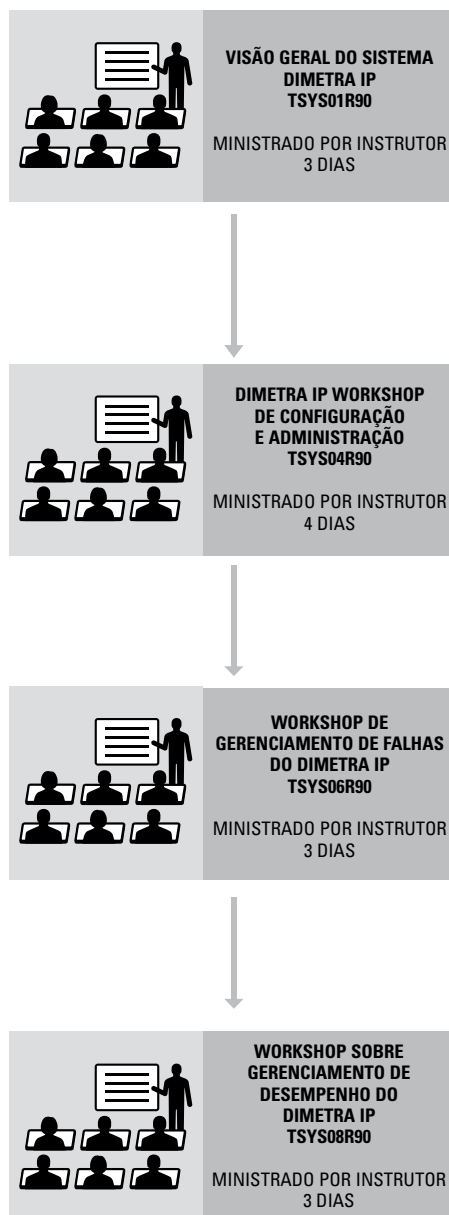 VISÃO GERAL DO SISTEMA
DIMETRA IP
TSYS01R90
MINISTRADO POR INSTRUTOR
3 DIAS
DIMETRA IP WORKSHOP
DE CONFIGURAÇÃO
E ADMINISTRAÇÃO
TSYS04R90
MINISTRADO POR INSTRUTOR
4 DIAS
WORKSHOP DE
GERENCIAMENTO DE FALHAS
DO DIMETRA IP
TSYS06R90
MINISTRADO POR INSTRUTOR
3 DIAS
WORKSHOP SOBRE
GERENCIAMENTO DE
DESEMPENHO DO
DIMETRA IP
TSYS08R90
MINISTRADO POR INSTRUTOR
3 DIAS